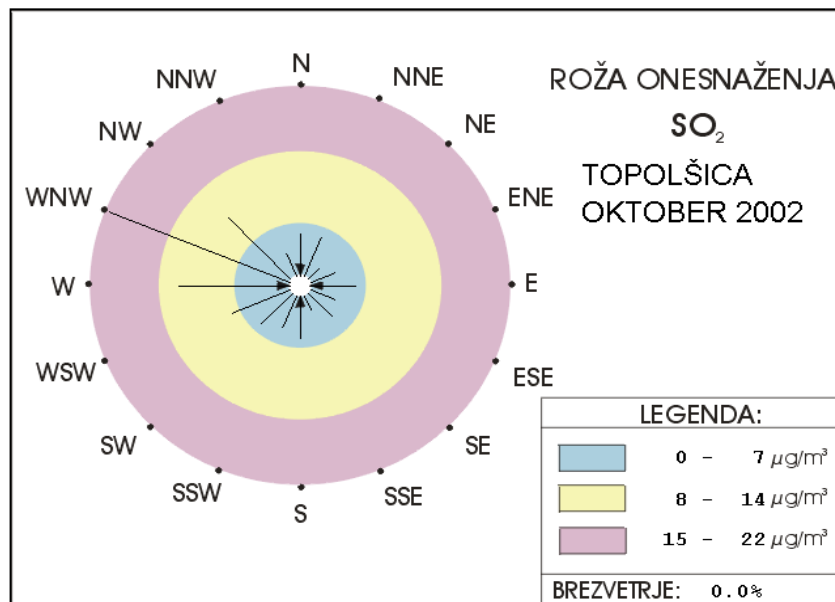 ROŽA ONESNAŽENJA
SO₂
TOPOLŠICA
OKTOBER 2002
N
NNE
NE
ENE
E
ESE
SE
SSE
S
SSW
SW
WSW
W
WNW
NW
NNW
LEGENDA:
0 - 7 µg/m³
8 - 14 µg/m³
15 - 22 µg/m³
BREZVETRJE: 0.0%